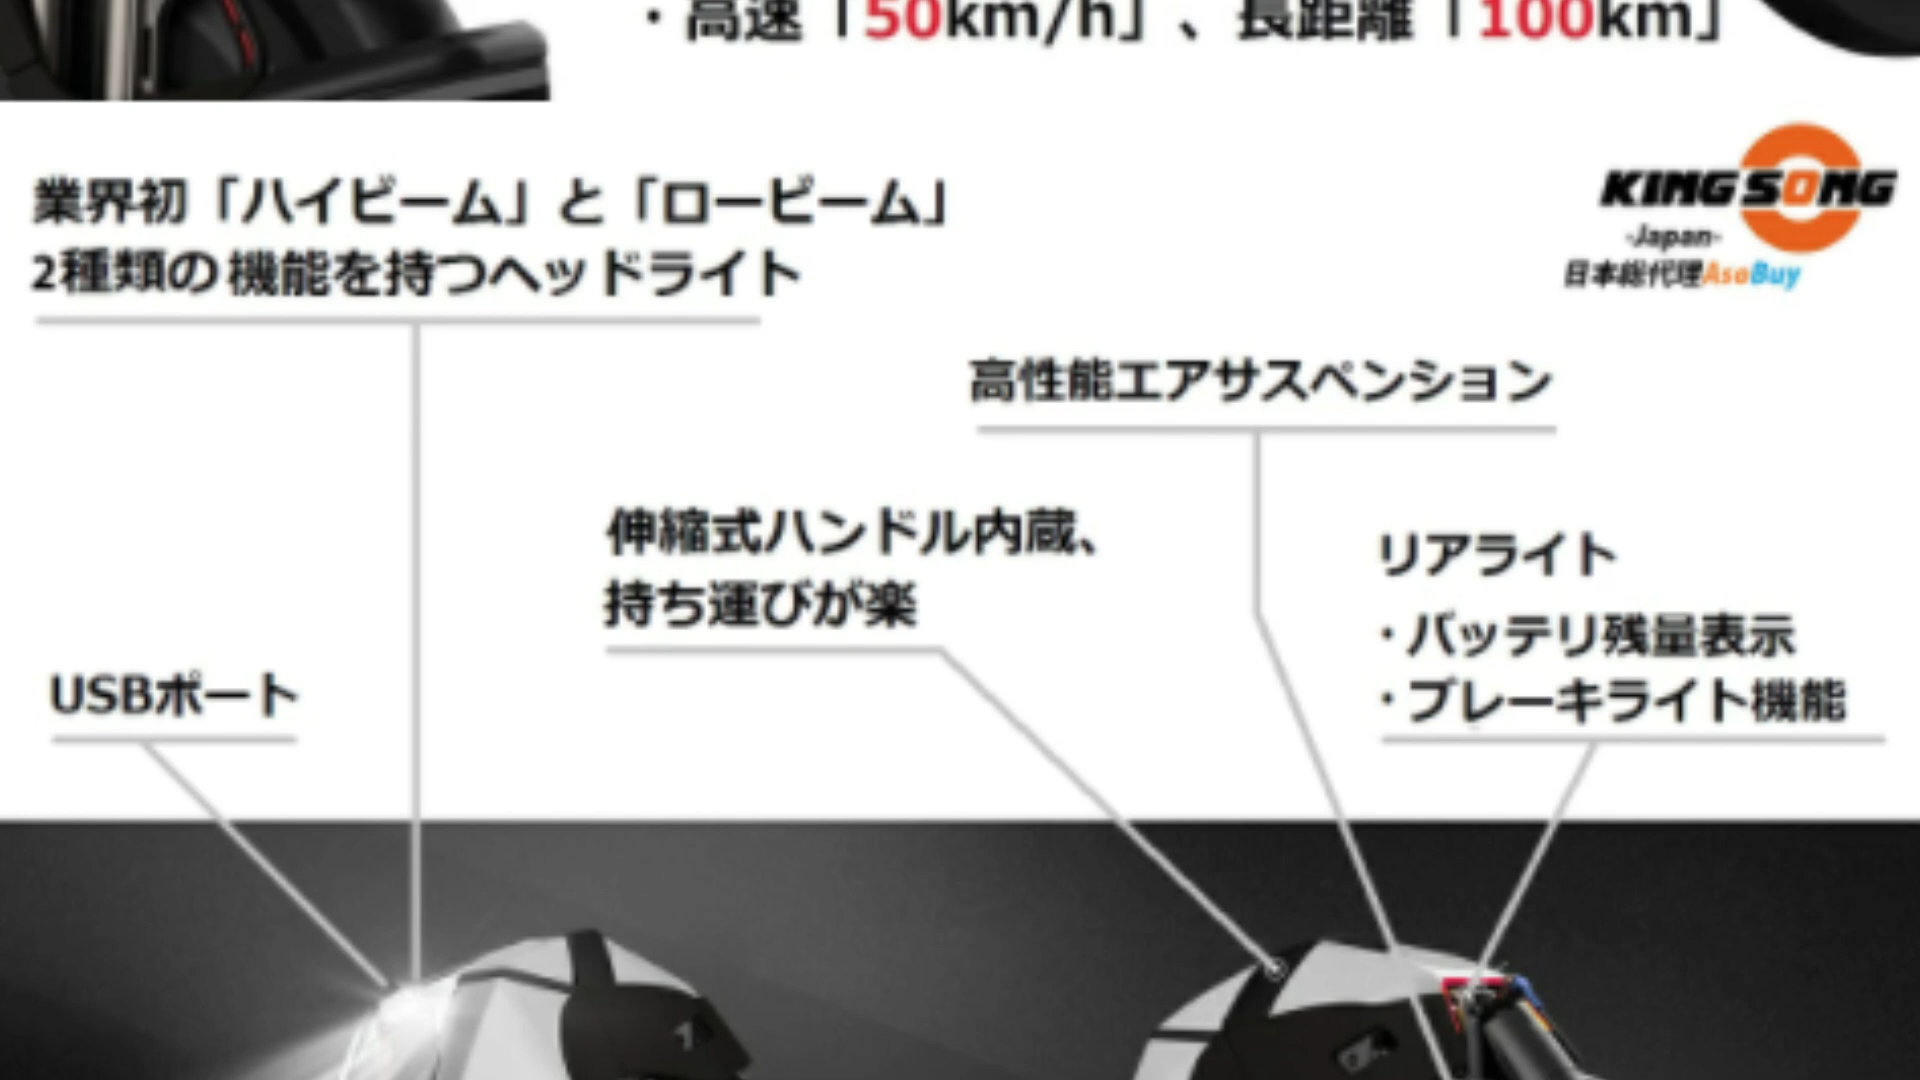 ・高速「50km/h」、長距離「100km」
業界初「ハイビーム」と「ロービーム」
2種類の機能を持つヘッドライト
KING SONG
-Japan-
日本総代理AsoBuy
高性能エアサスペンション
伸縮式ハンドル内蔵、
持ち運びが楽
リアライト
・バッテリ残量表示
・ブレーキライト機能
USBポート